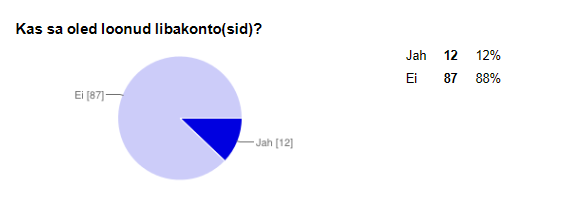 Kas sa oled loonud libakonto(sid)?
Jah 12 12%
Ei 87 88%
Ei [87]
Jah [12]